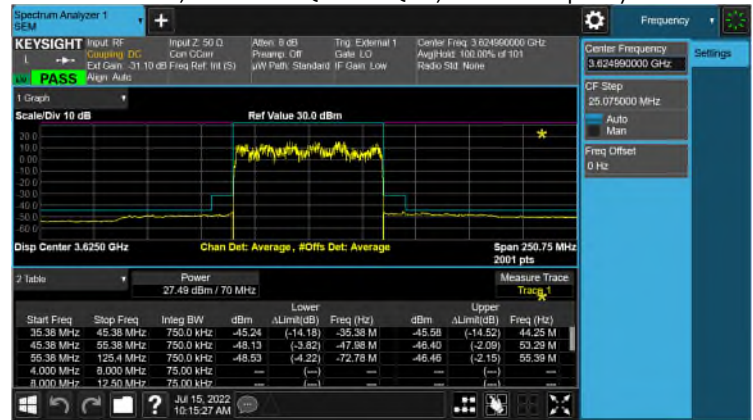 Spectrum Analyzer 1
SEM
Frequency
KEYSIGHT
Input: RF
Coupling: DC
Ext Gain: -31.10 dB
Align: Auto
Input Z: 50 Ω
Corr CCorr
Freq Ref: Int (S)
Atten: 8 dB
Preamp: Off
µW Path: Standard
Trig: External 1
Gate: LO
IF Gain: Low
Center Freq: 3.624990000 GHz
Avg|Hold: 100.00% of 101
Radio Std: None
L
PASS
Center Frequency
3.624990000 GHz
Settings
CF Step
25.075000 MHz
Auto
Man
Freq Offset
0 Hz
1 Graph
Scale/Div 10 dB
Ref Value 30.0 dBm
20.0
10.0
0.00
-10.0
-20.0
-30.0
-40.0
-50.0
-60.0
Disp Center 3.6250 GHz
Chan Det: Average, #Offs Det: Average
Span 250.75 MHz
2001 pts
2 Table
Power
27.49 dBm / 70 MHz
Measure Trace
Trace 1
Lower
Upper
Start Freq Stop Freq Integ BW dBm ΔLimit(dB) Freq (Hz) dBm ΔLimit(dB) Freq (Hz)
35.38 MHz 45.38 MHz 750.0 kHz -45.24 (-14.18) -35.38 M -45.58 (-14.52) 44.25 M
45.38 MHz 55.38 MHz 750.0 kHz -48.13 (-3.82) -47.98 M -46.40 (-2.09) 53.29 M
55.38 MHz 125.4 MHz 750.0 kHz -48.53 (-4.22) -72.78 M -46.46 (-2.15) 55.39 M
4.000 MHz 8.000 MHz 75.00 kHz --- (---) --- (---)
8.000 MHz 12.50 MHz 75.00 kHz --- (---) --- (---)
Jul 15, 2022
10:15:27 AM